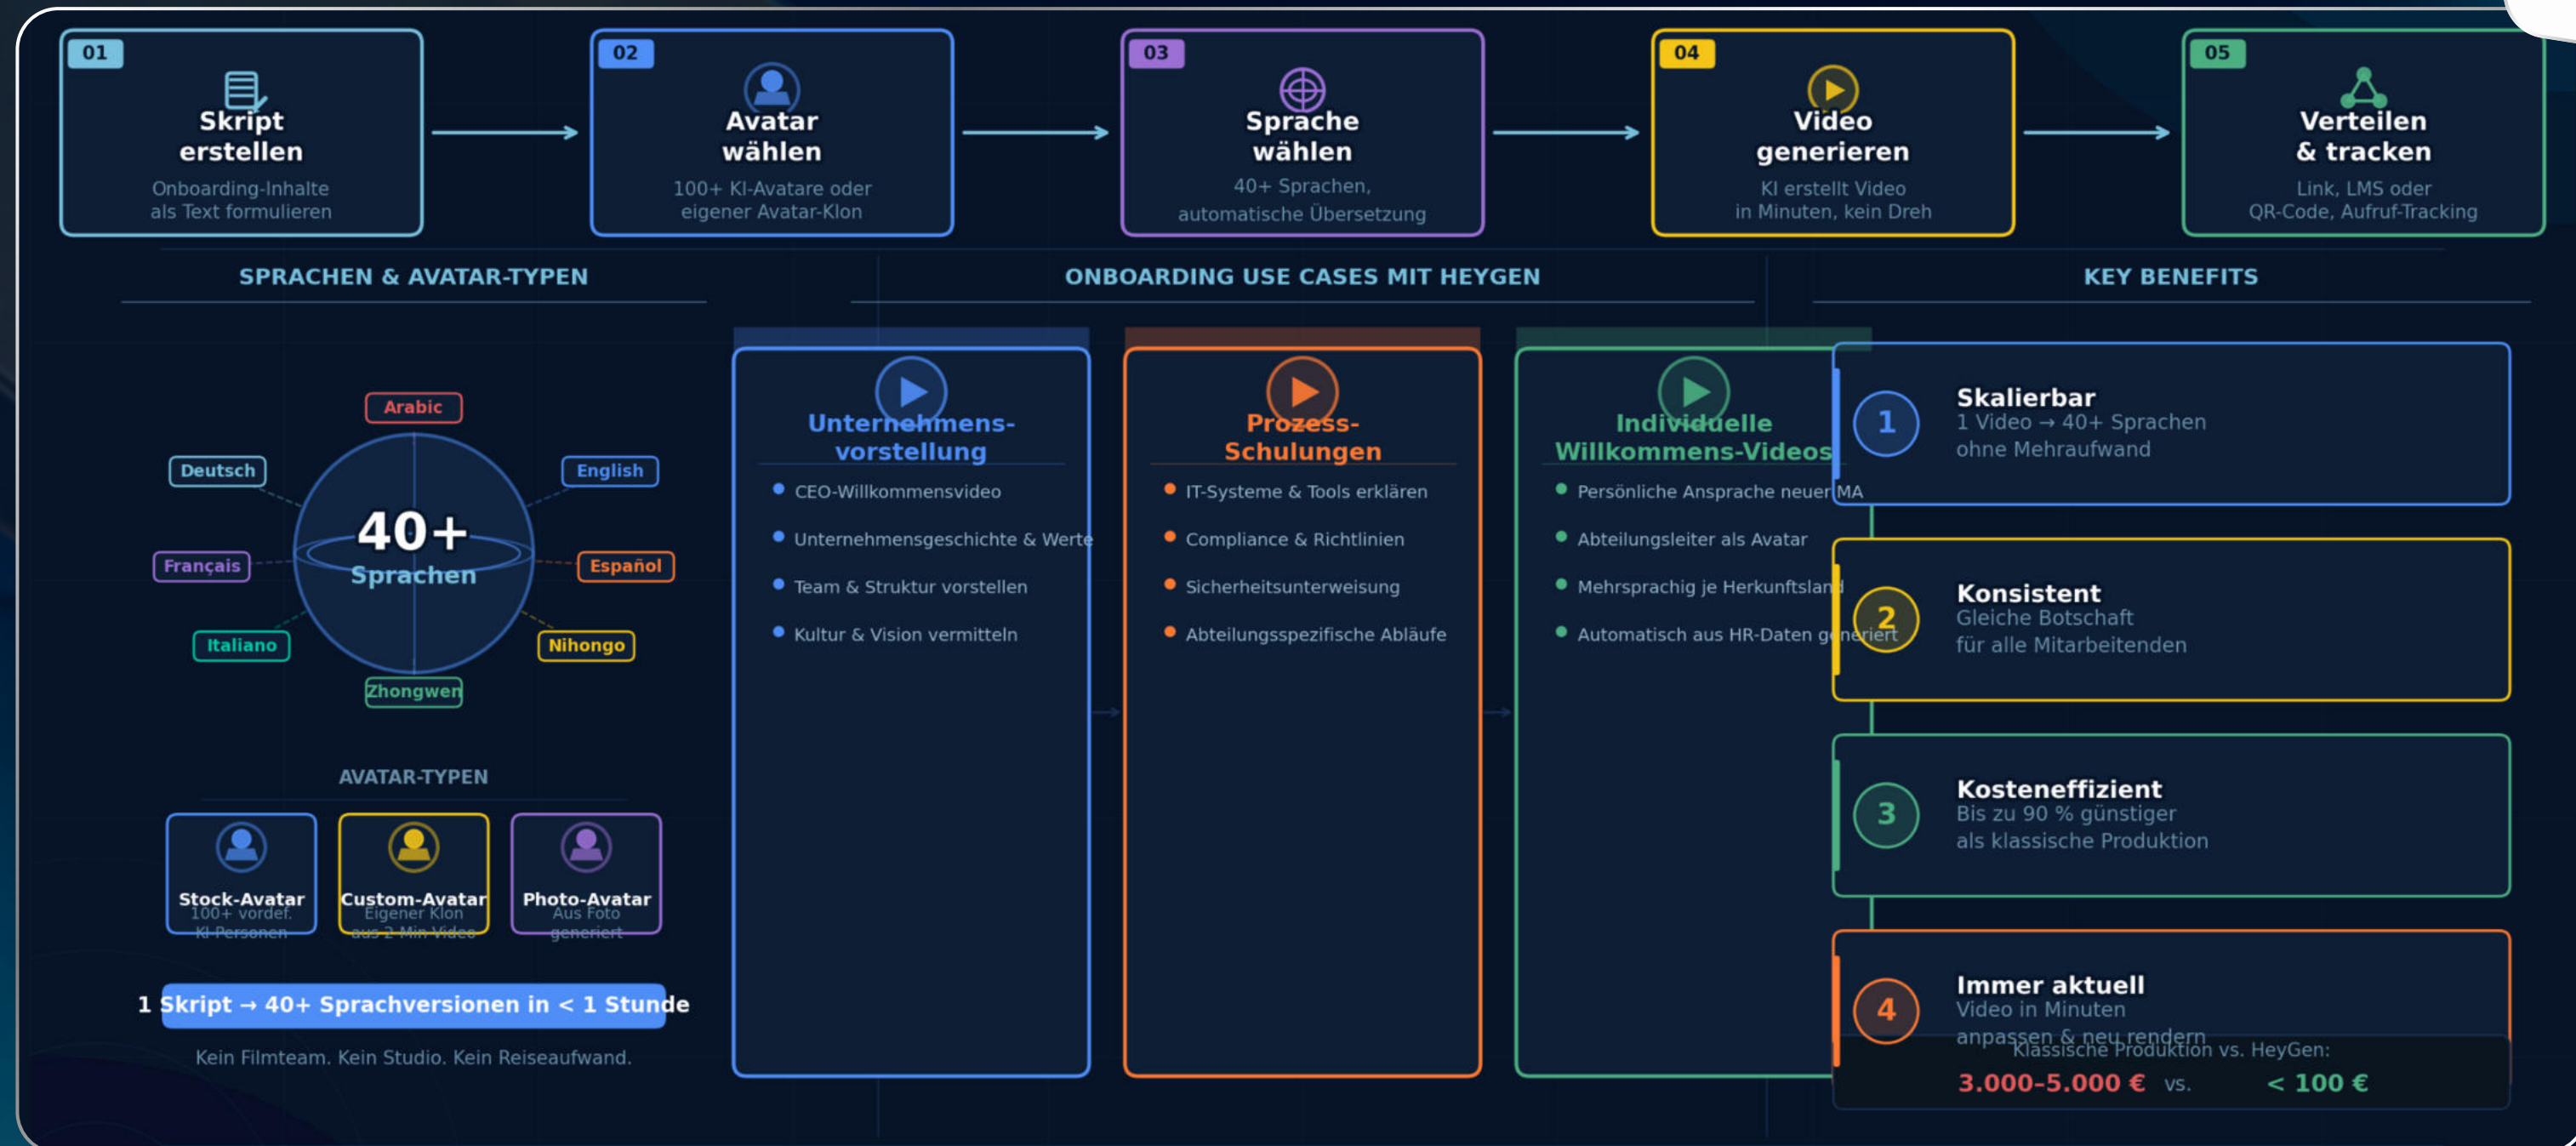 01
Skript
erstellen
Onboarding-Inhalte
als Text formulieren
02
Avatar
wählen
100+ KI-Avatare oder
eigener Avatar-Klon
03
Sprache
wählen
40+ Sprachen,
automatische Übersetzung
04
Video
generieren
KI erstellt Video
in Minuten, kein Dreh
05
Verteilen
& tracken
Link, LMS oder
QR-Code, Aufruf-Tracking
SPRACHEN & AVATAR-TYPEN
Arabic
Deutsch
English
40+
Sprachen
Français
Español
Italiano
Nihongo
Zhongwen
AVATAR-TYPEN
Stock-Avatar
100+ vordef.
KI-Personen
Custom-Avatar
Eigener Klon
aus 2 Min Video
Photo-Avatar
Aus Foto
generiert
1 Skript → 40+ Sprachversionen in < 1 Stunde
Kein Filmteam. Kein Studio. Kein Reiseaufwand.
ONBOARDING USE CASES MIT HEYGEN
Unternehmens-
vorstellung
CEO-Willkommensvideo
Unternehmensgeschichte & Werte
Team & Struktur vorstellen
Kultur & Vision vermitteln
Prozess-
Schulungen
IT-Systeme & Tools erklären
Compliance & Richtlinien
Sicherheitsunterweisung
Abteilungsspezifische Abläufe
Individuelle
Willkommens-Videos
Persönliche Ansprache neuer MA
Abteilungsleiter als Avatar
Mehrsprachig je Herkunftsland
Automatisch aus HR-Daten generiert
KEY BENEFITS
1
Skalierbar
1 Video → 40+ Sprachen
ohne Mehraufwand
2
Konsistent
Gleiche Botschaft
für alle Mitarbeitenden
3
Kosteneffizient
Bis zu 90 % günstiger
als klassische Produktion
4
Immer aktuell
Video in Minuten
anpassen & neu rendern
Klassische Produktion vs. HeyGen:
3.000–5.000 € vs. < 100 €